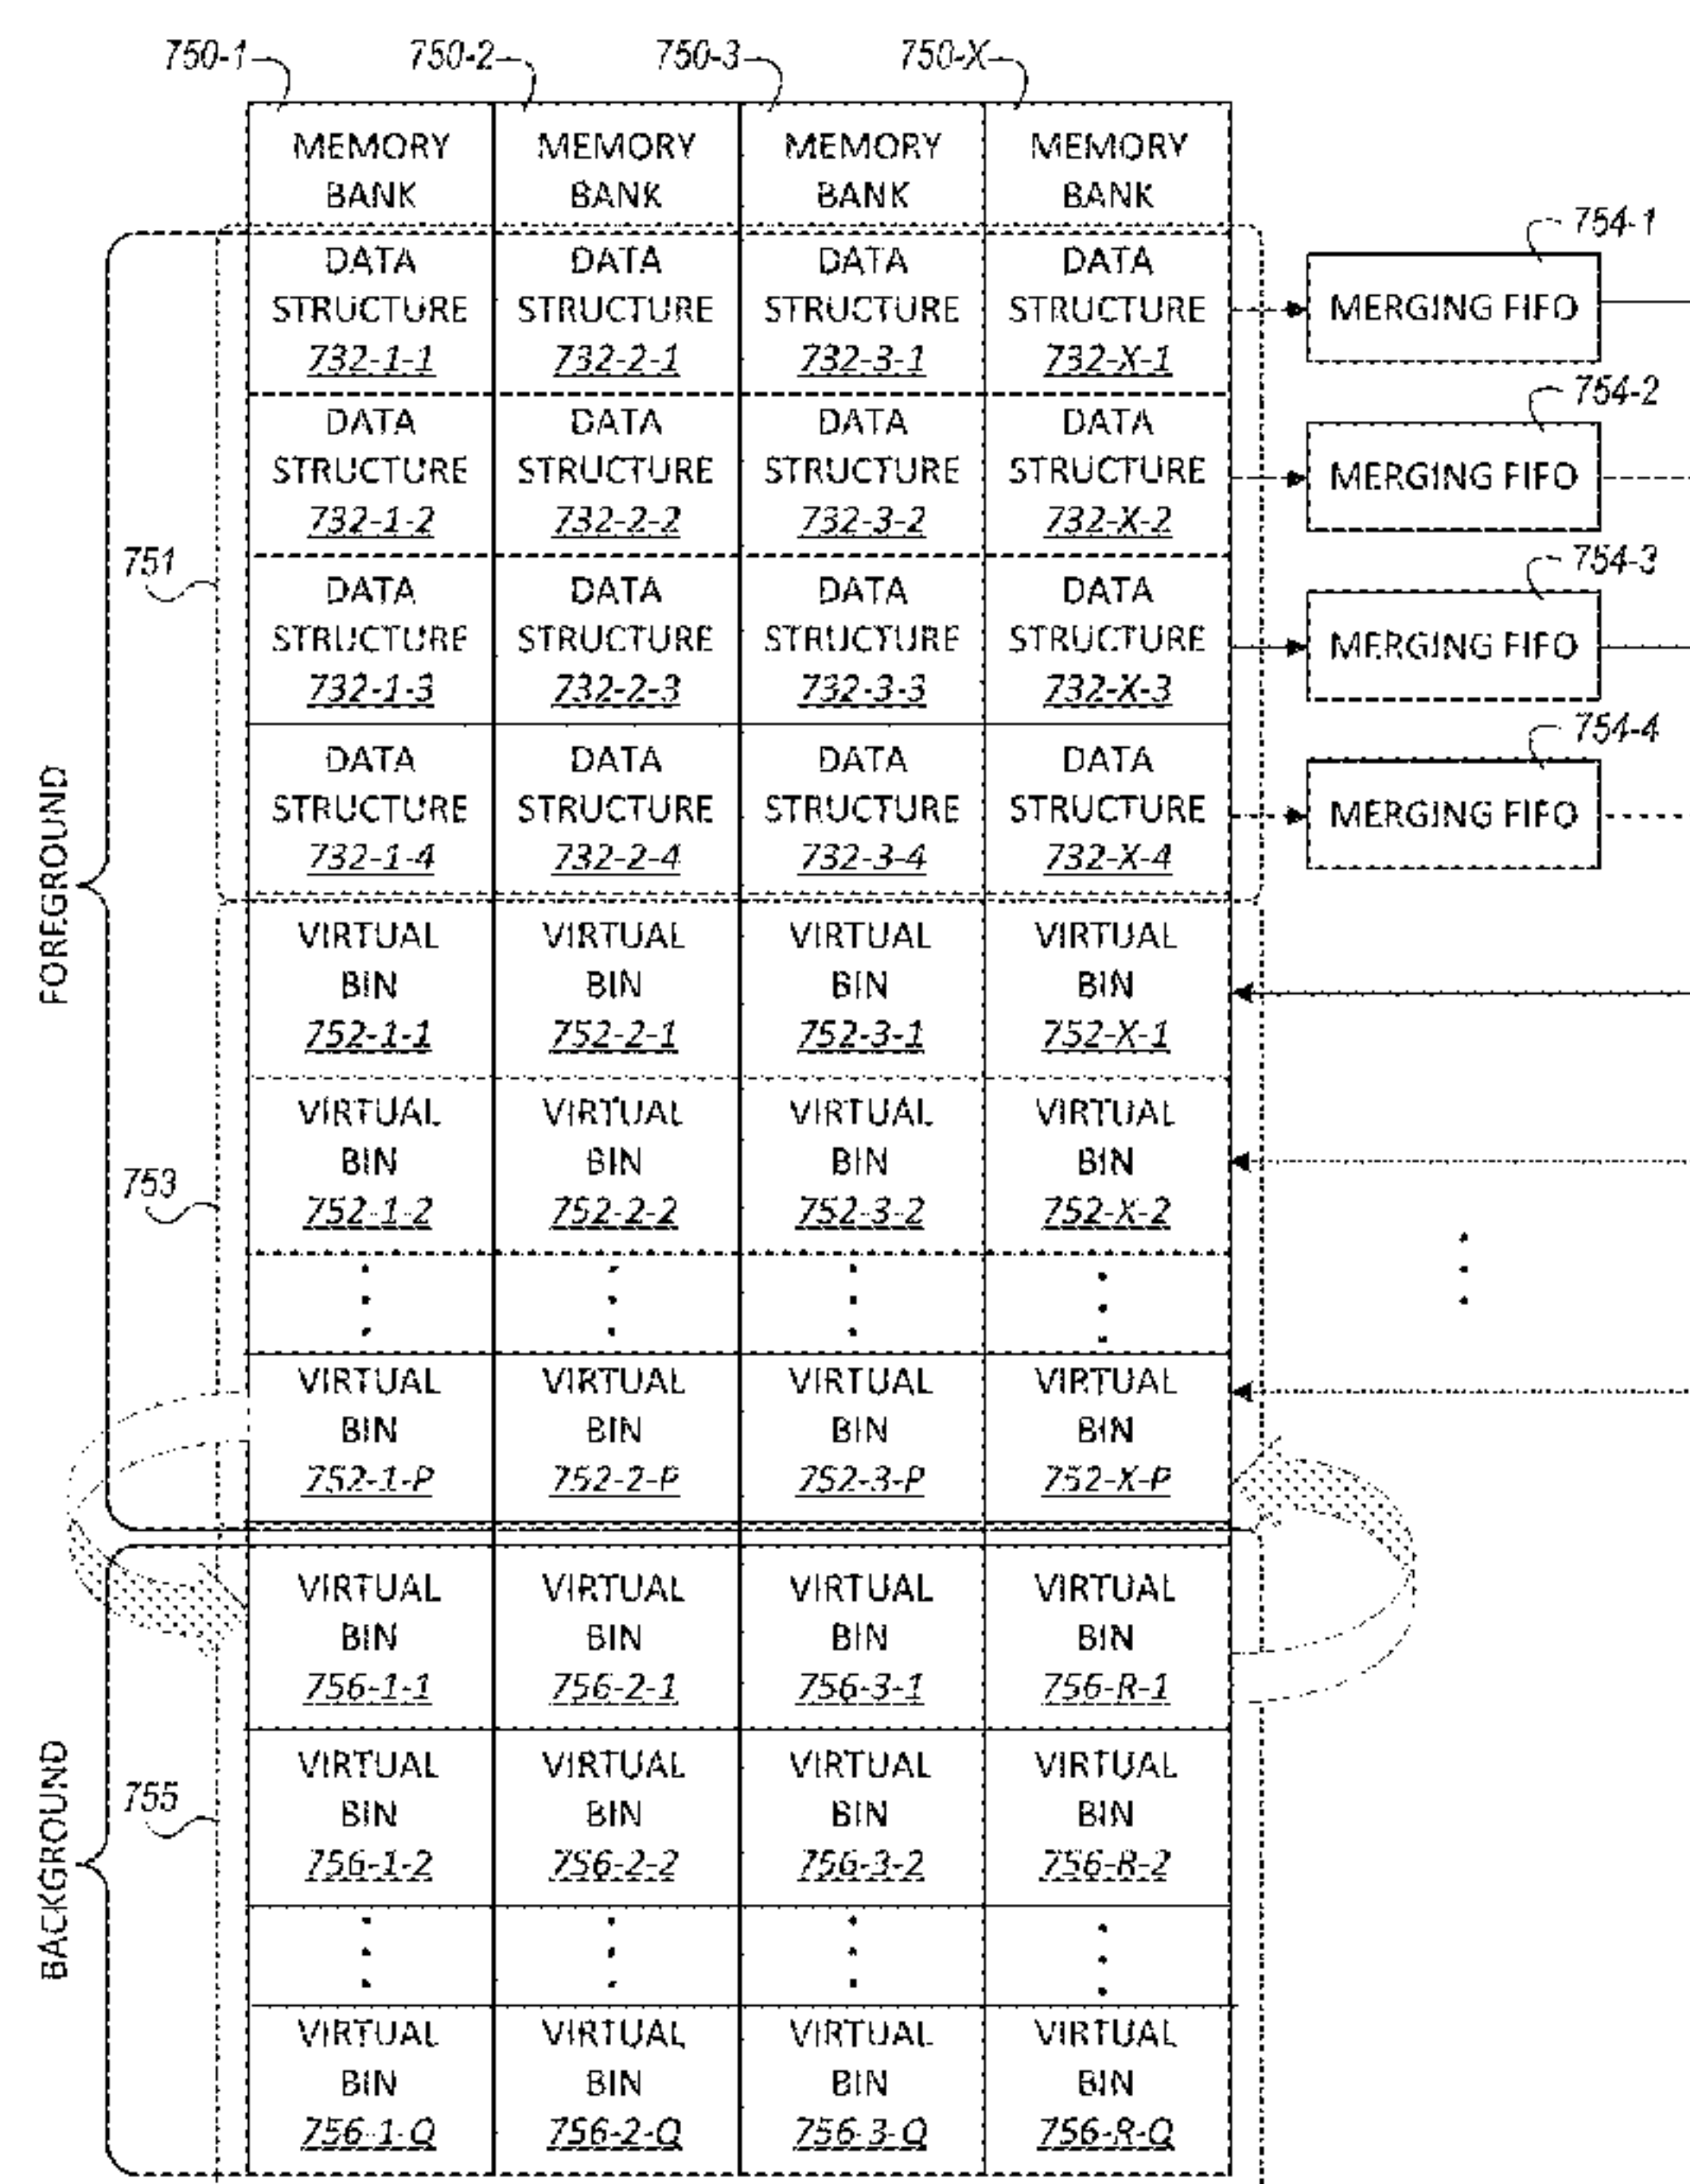 750-1 750-2 750-3 750-X
MEMORY MEMORY MEMORY MEMORY
BANK BANK BANK BANK
754-1
DATA DATA DATA DATA
STRUCTURE STRUCTURE STRUCTURE STRUCTURE MERGING FIFO
732-1-1 732-2-1 732-3-1 732-X-1
754-2
DATA DATA DATA DATA
STRUCTURE STRUCTURE STRUCTURE STRUCTURE MERGING FIFO
732-1-2 732-2-2 732-3-2 732-X-2
751
754-3
DATA DATA DATA DATA
STRUCTURE STRUCTURE STRUCTURE STRUCTURE MERGING FIFO
732-1-3 732-2-3 732-3-3 732-X-3
754-4
DATA DATA DATA DATA
STRUCTURE STRUCTURE STRUCTURE STRUCTURE MERGING FIFO
732-1-4 732-2-4 732-3-4 732-X-4
FOREGROUND
VIRTUAL VIRTUAL VIRTUAL VIRTUAL
BIN BIN BIN BIN
752-1-1 752-2-1 752-3-1 752-X-1
VIRTUAL VIRTUAL VIRTUAL VIRTUAL
BIN BIN BIN BIN
753
752-1-2 752-2-2 752-3-2 752-X-2
VIRTUAL VIRTUAL VIRTUAL VIRTUAL
BIN BIN BIN BIN
752-1-P 752-2-P 752-3-P 752-X-P
VIRTUAL VIRTUAL VIRTUAL VIRTUAL
BIN BIN BIN BIN
756-1-1 756-2-1 756-3-1 756-R-1
VIRTUAL VIRTUAL VIRTUAL VIRTUAL
755
BIN BIN BIN BIN
756-1-2 756-2-2 756-3-2 756-R-2
BACKGROUND
VIRTUAL VIRTUAL VIRTUAL VIRTUAL
BIN BIN BIN BIN
756-1-Q 756-2-Q 756-3-Q 756-R-Q